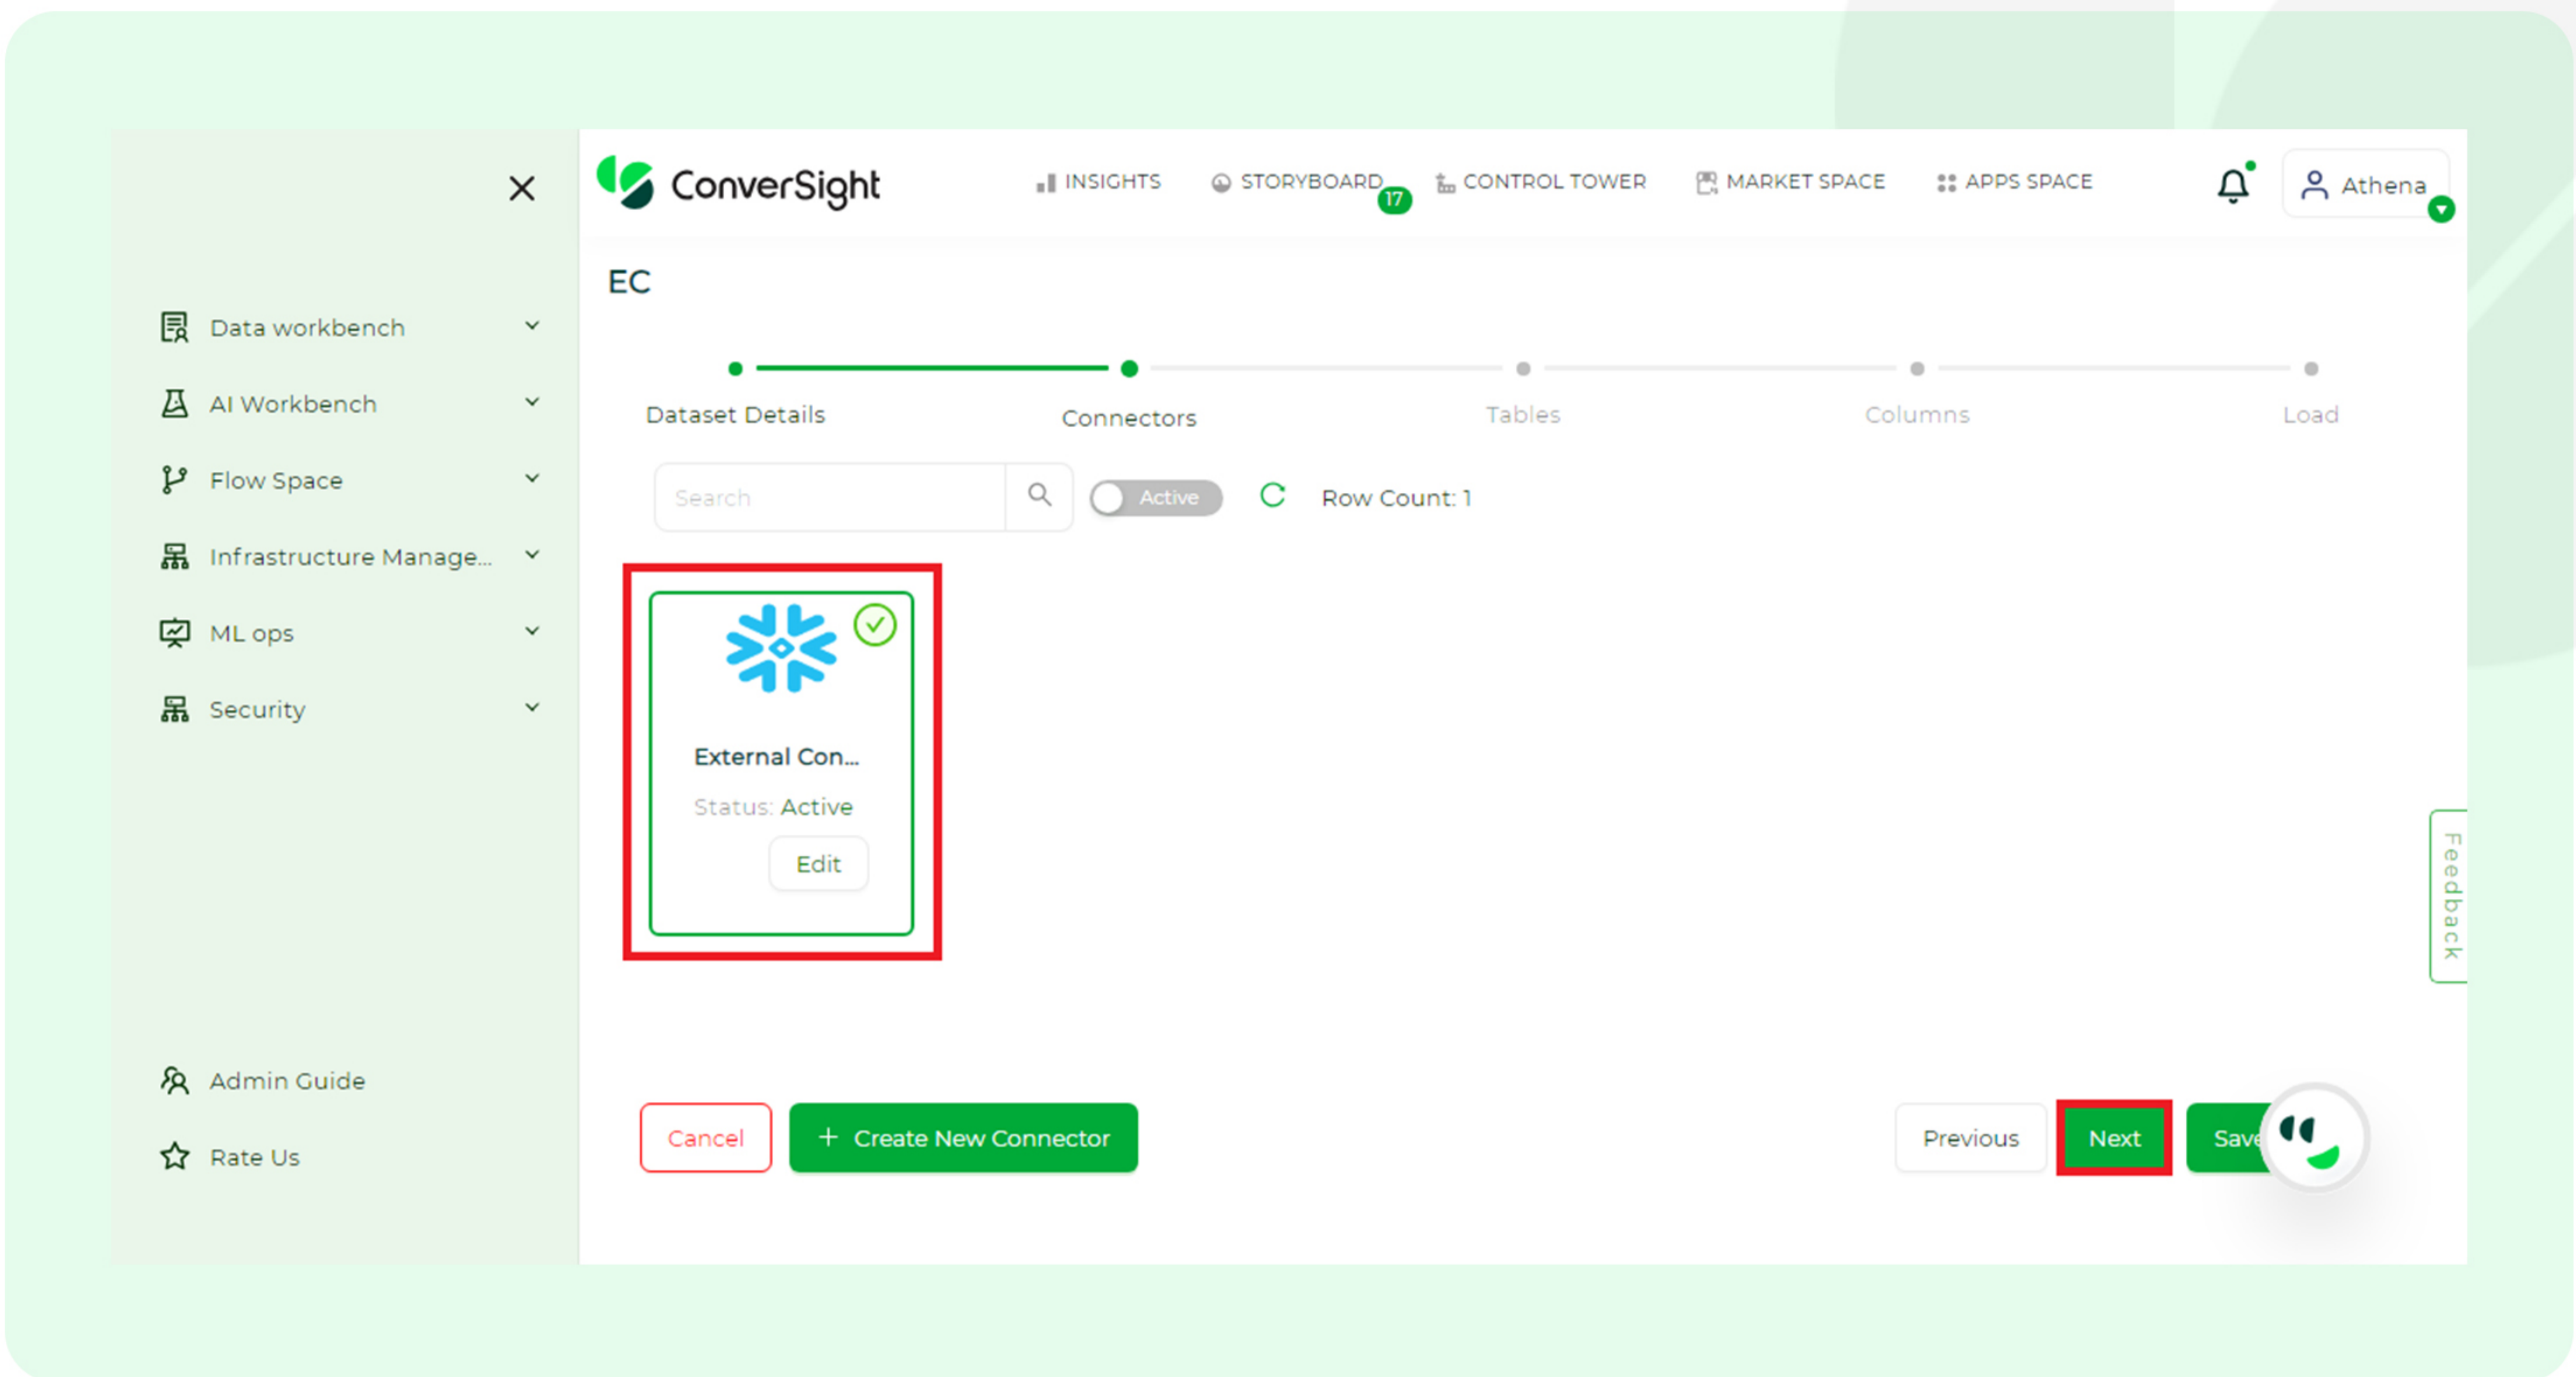 ConverSight
INSIGHTS
STORYBOARD
17
CONTROL TOWER
MARKET SPACE
APPS SPACE
Athena
Data workbench
AI Workbench
Flow Space
Infrastructure Manage...
ML ops
Security
Admin Guide
Rate Us
EC
Dataset Details
Connectors
Tables
Columns
Load
Search
Active
Row Count: 1
External Con...
Status: Active
Edit
Feedback
Cancel
+ Create New Connector
Previous
Next
Save